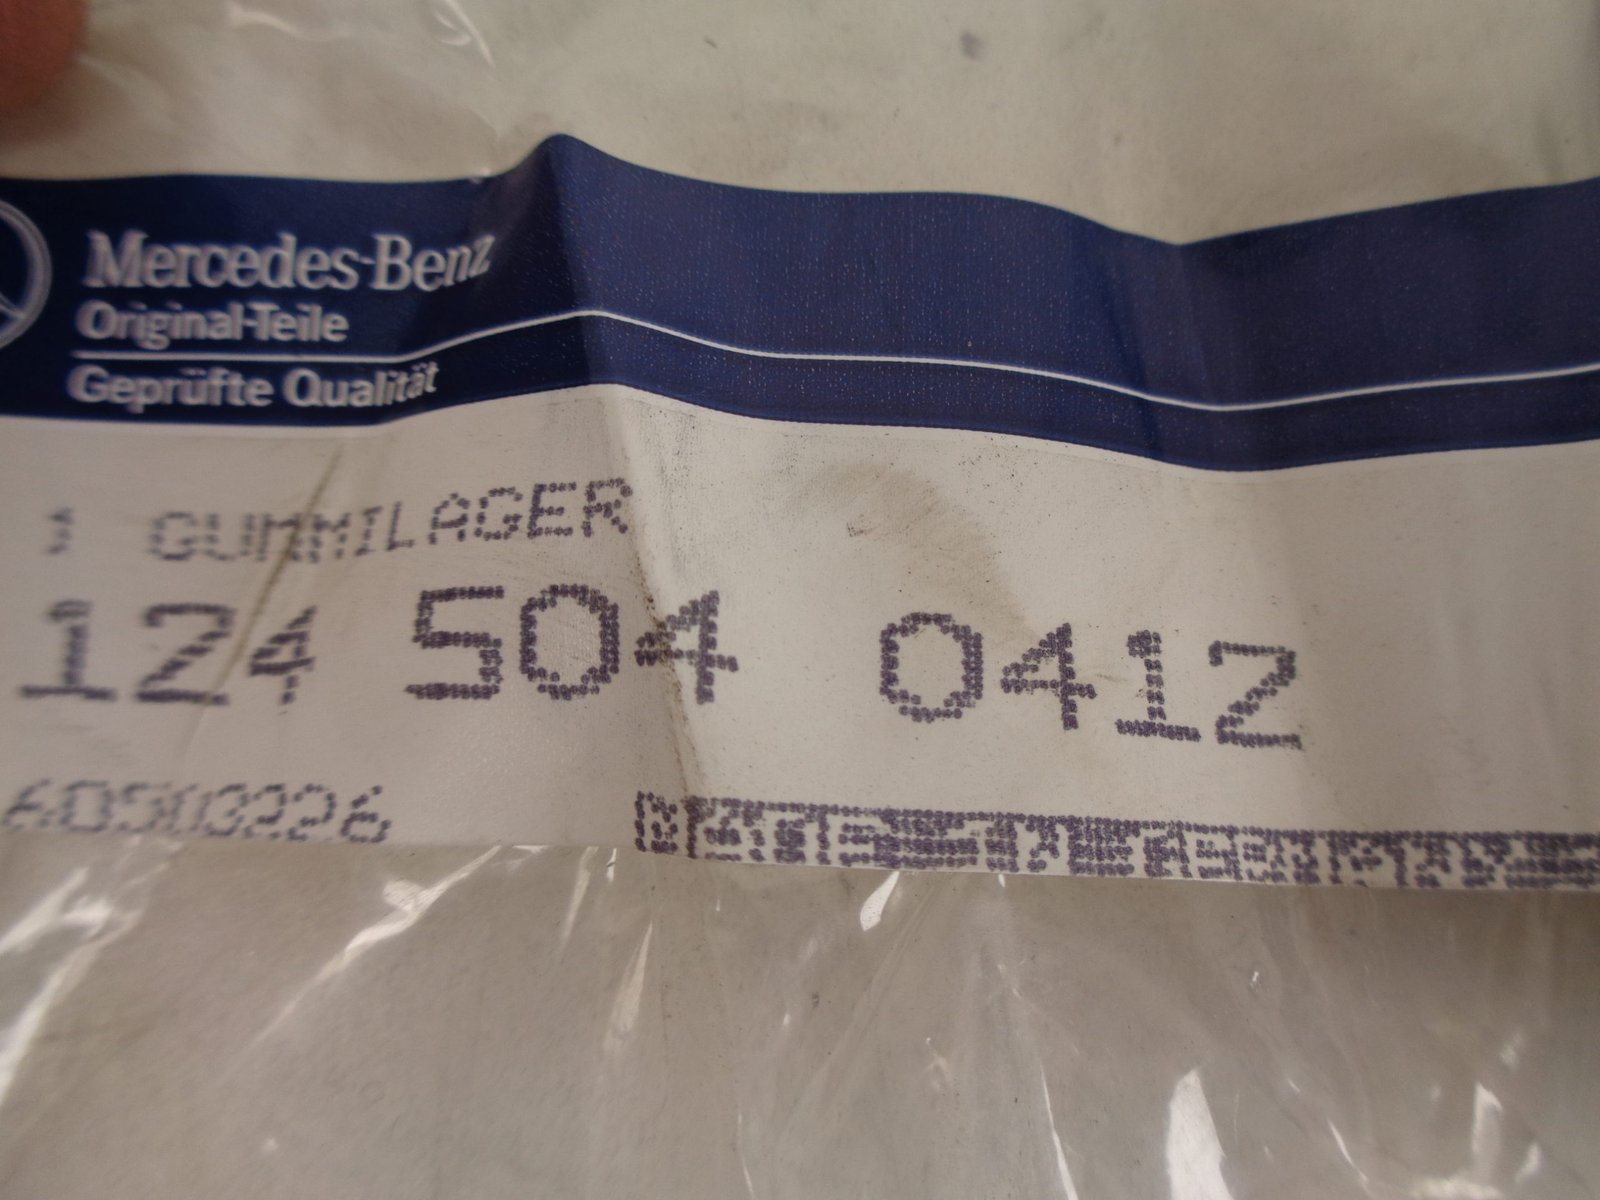 Mercedes-Benz
Original-Teile
Geprüfte Qualität
GUMMILAGER
124 504 0412
60500226